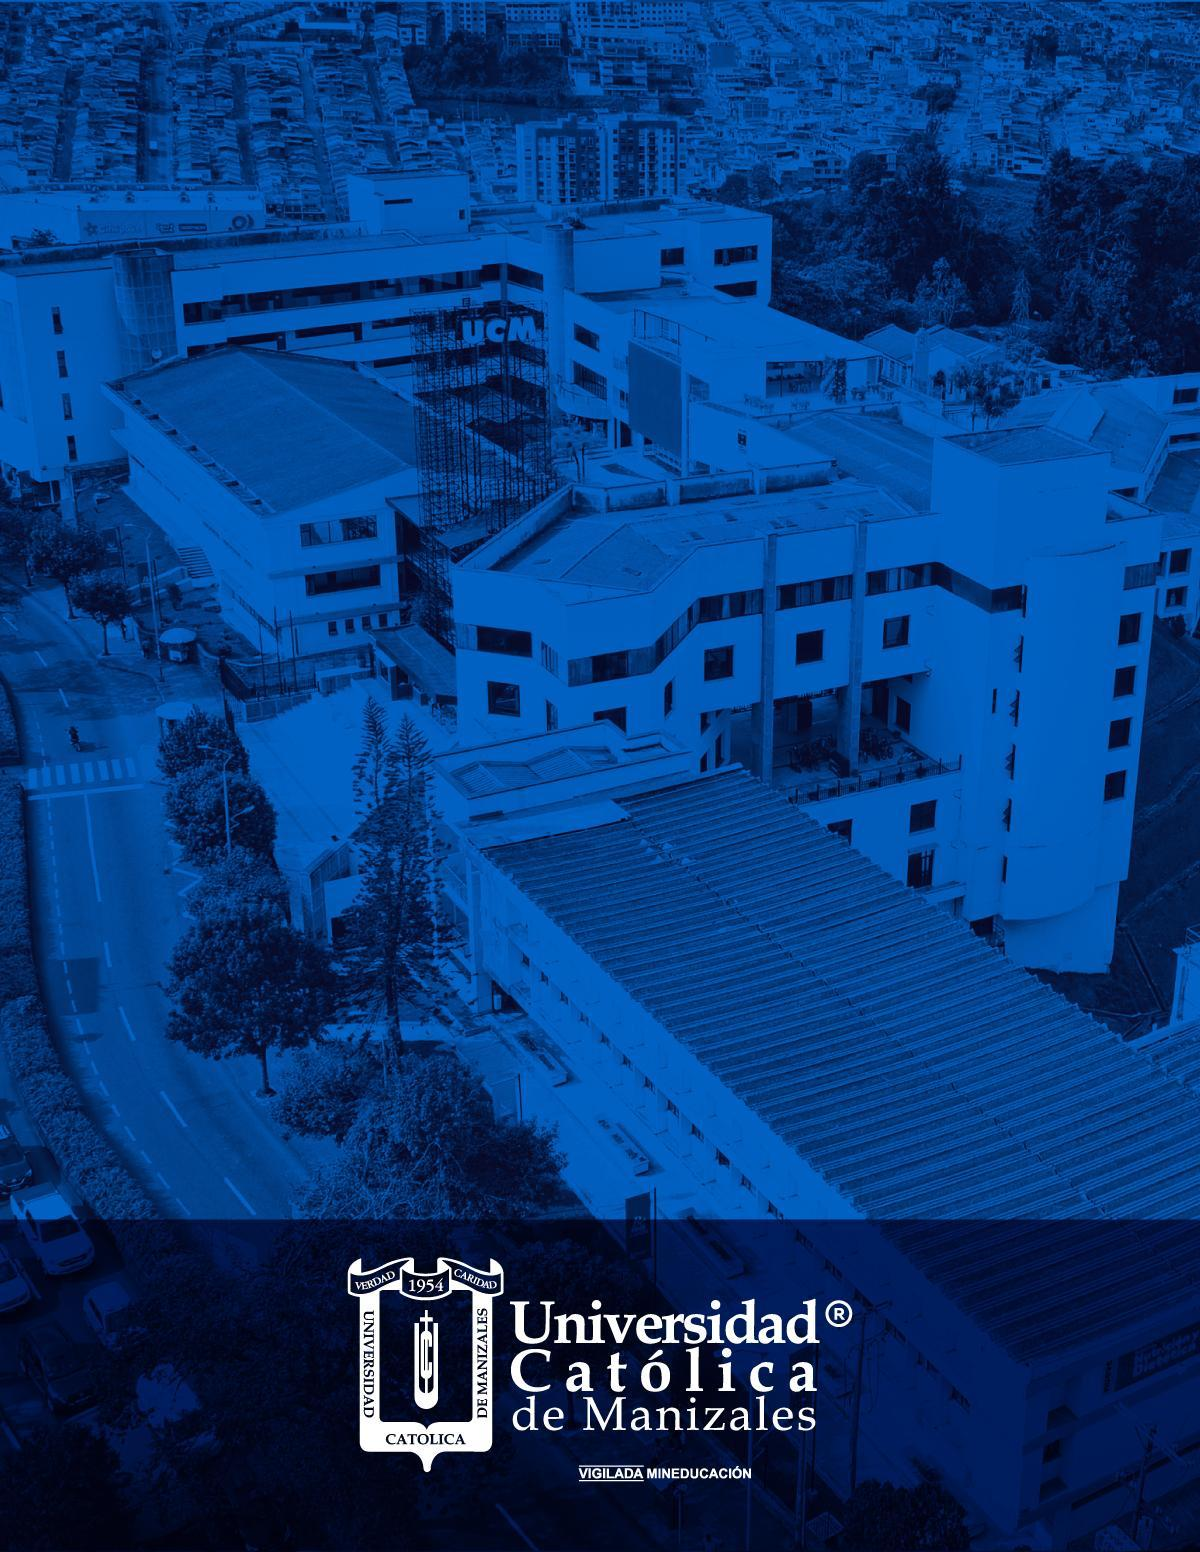 UCM
VERDAD 1954 CARIDAD
UNIVERSIDAD
CATOLICA
DE MANIZALES
Universidad®
Católica
de Manizales
VIGILADA MINEDUCACIÓN